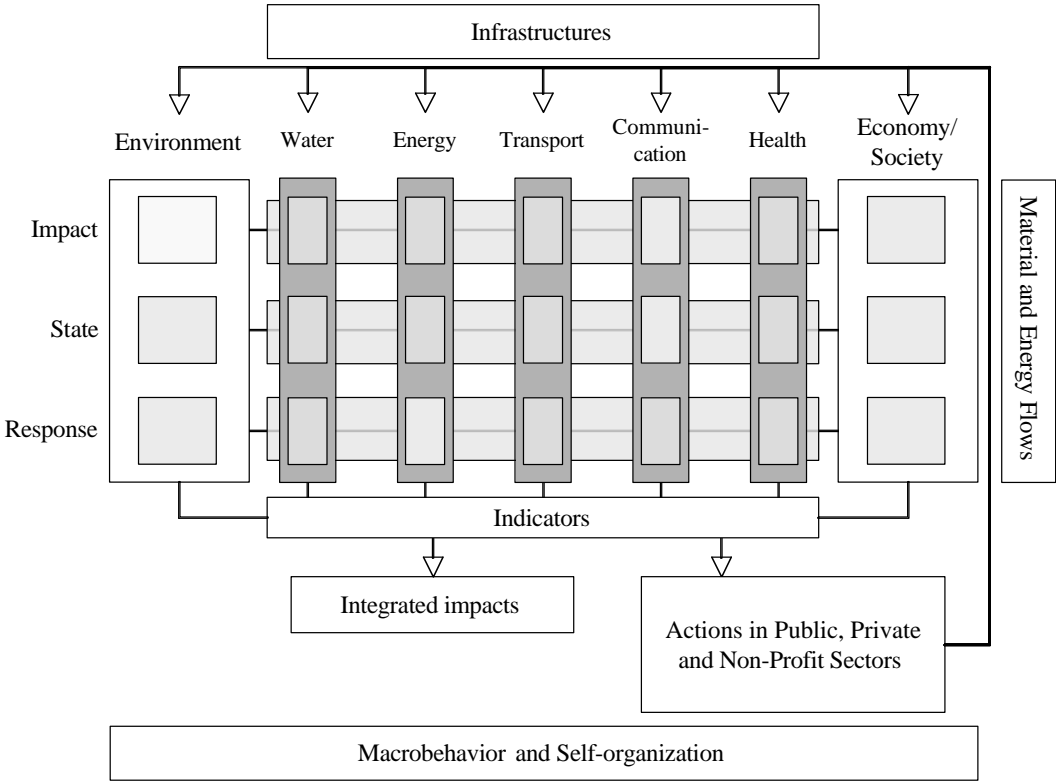 Infrastructures
Environment
Water
Energy
Transport
Communi-
cation
Health
Economy/
Society
Impact
State
Response
Material and Energy Flows
Indicators
Integrated impacts
Actions in Public, Private
and Non-Profit Sectors
Macrobehavior and Self-organization